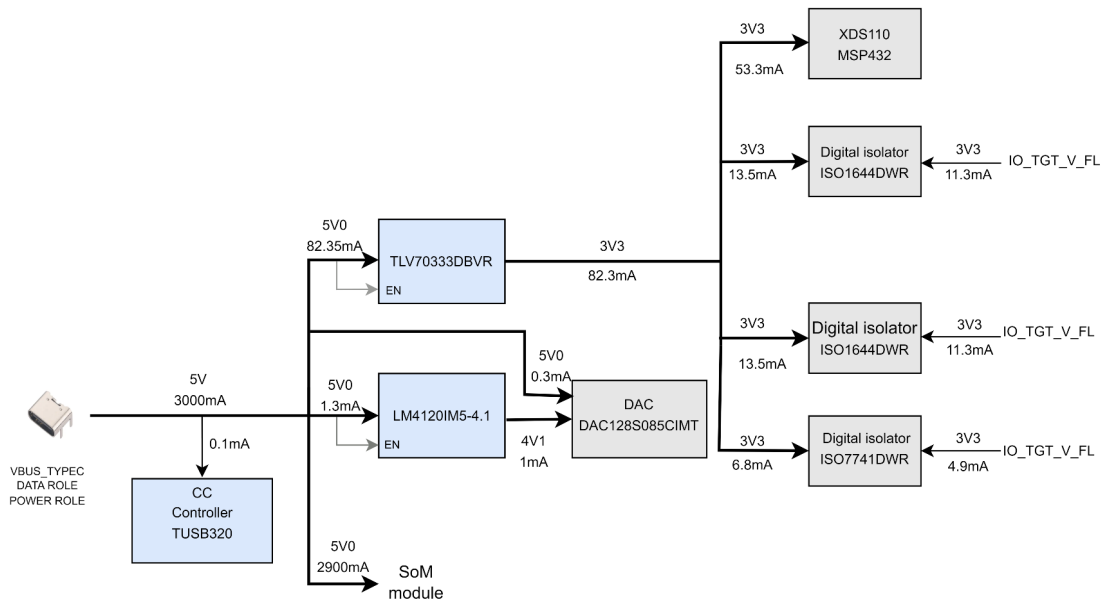 3V3
53.3mA
XDS110
MSP432
3V3
13.5mA
Digital isolator
ISO1644DWR
3V3
11.3mA
IO_TGT_V_FL
5V0
82.35mA
TLV70333DBVR
EN
3V3
82.3mA
3V3
13.5mA
Digital isolator
ISO1644DWR
3V3
11.3mA
IO_TGT_V_FL
5V0
0.3mA
5V
3000mA
5V0
1.3mA
LM4120IM5-4.1
EN
4V1
1mA
DAC
DAC128S085CIMT
3V3
6.8mA
Digital isolator
ISO7741DWR
3V3
4.9mA
IO_TGT_V_FL
0.1mA
VBUS_TYPEC
DATA ROLE
POWER ROLE
CC
Controller
TUSB320
5V0
2900mA
SoM
module